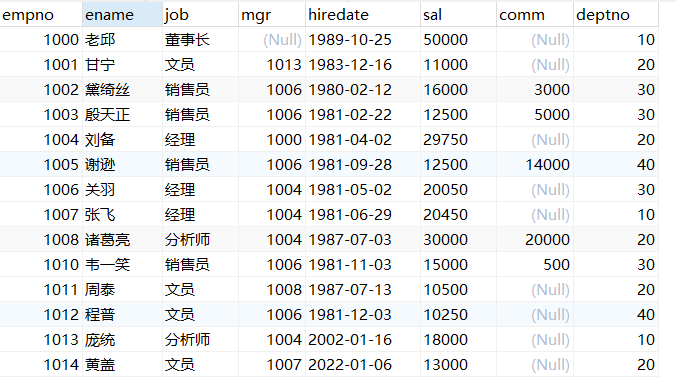 empno ename job mgr hiredate sal comm deptno
1000 老邱 董事长 (Null) 1989-10-25 50000 (Null) 10
1001 甘宁 文员 1013 1983-12-16 11000 (Null) 20
1002 黛绮丝 销售员 1006 1980-02-12 16000 3000 30
1003 殷天正 销售员 1006 1981-02-22 12500 5000 30
1004 刘备 经理 1000 1981-04-02 29750 (Null) 20
1005 谢逊 销售员 1006 1981-09-28 12500 14000 40
1006 关羽 经理 1004 1981-05-02 20050 (Null) 30
1007 张飞 经理 1004 1981-06-29 20450 (Null) 10
1008 诸葛亮 分析师 1004 1987-07-03 30000 20000 20
1010 韦一笑 销售员 1006 1981-11-03 15000 500 30
1011 周泰 文员 1008 1987-07-13 10500 (Null) 20
1012 程普 文员 1006 1981-12-03 10250 (Null) 40
1013 庞统 分析师 1004 2002-01-16 18000 (Null) 10
1014 黄盖 文员 1007 2022-01-06 13000 (Null) 20